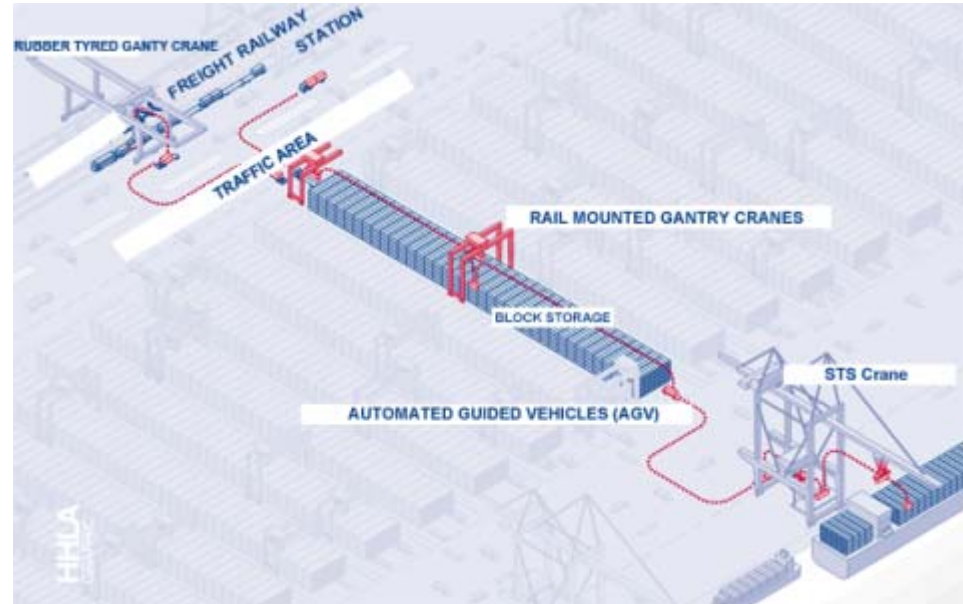 RUBBER TYRED GANTY CRANE
FREIGHT RAILWAY
STATION
TRAFFIC AREA
RAIL MOUNTED GANTRY CRANES
BLOCK STORAGE
STS Crane
AUTOMATED GUIDED VEHICLES (AGV)
HHLA